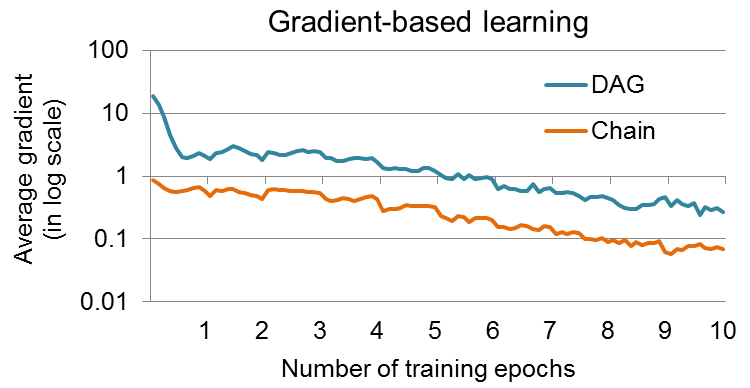 Gradient-based learning
Average gradient
(in log scale)
100
10
1
0.1
0.01
DAG
Chain
1 2 3 4 5 6 7 8 9 10
Number of training epochs